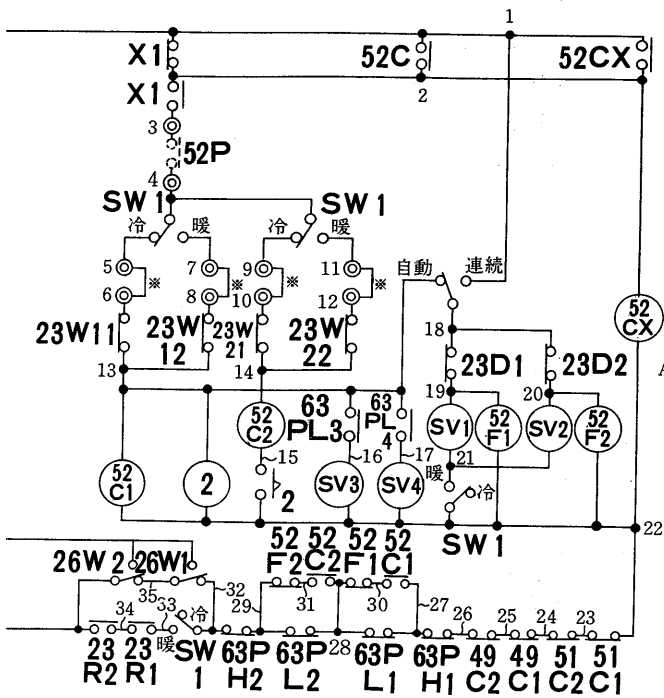 1
X1
52C
52CX
2
X1
3
52P
4
SW1
SW1
冷
暖
冷
暖
5
7
9
11
自動
連続
※
※
※
※
6
8
10
12
52
CX
18
23W11
23W
12
23W
21
23W
22
23D1
23D2
13
14
19
20
A
52
C2
63
PL3
63
PL
4
SV1
52
F1
SV2
52
F2
15
16
17
21
暖
冷
52
C1
2
2
SV3
SV4
SW1
22
26W2
26W1
52
F2
52
C2
52
F1
52
C1
35
32
29
31
30
27
34
33
冷
28
26
25
24
23
23
R2
23
R1
暖
SW
1
63P
H2
63P
L2
63P
L1
63P
H1
49
C2
49
C1
51
C2
51
C1